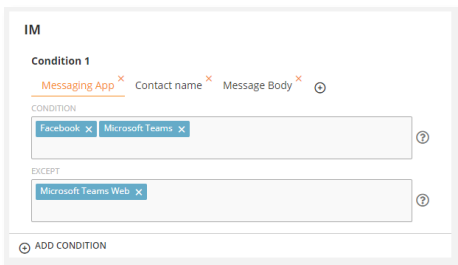 IM
Condition 1
Messaging App × Contact name × Message Body ×
CONDITION
Facebook × Microsoft Teams ×
EXCEPT
Microsoft Teams Web ×
ADD CONDITION